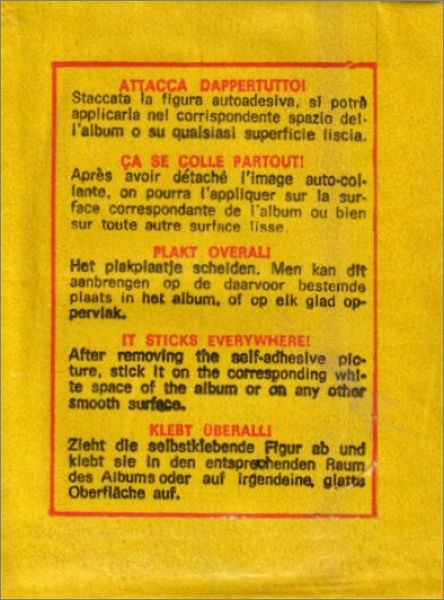 ATTACCA DAPPERTUTTO!
Staccata la figura autoadesiva, si potrà
applicarla nel corrispondente spazio del-
l'album o su qualsiasi superficie liscia.
ÇA SE COLLE PARTOUT!
Après avoir détaché l'image auto-col-
lante, on pourra l'appliquer sur la sur-
face correspondante de l'album ou bien
sur toute autre surface lisse.
PLAKT OVERAL!
Het plakplaatje scheiden. Men kan dit
aanbrengen op de daarvoor bestemde
plaats in het album, of op elk glad op-
pervlak.
IT STICKS EVERYWHERE!
After removing the self-adhesive pic-
ture, stick it on the corresponding whi-
te space of the album or on any other
smooth surface.
KLEBT ÜBERALL!
Zieht die selbstklebende Figur ab und
klebt sie in den entsprechenden Raum
des Albums oder auf irgendeine, glatte
Oberfläche auf.